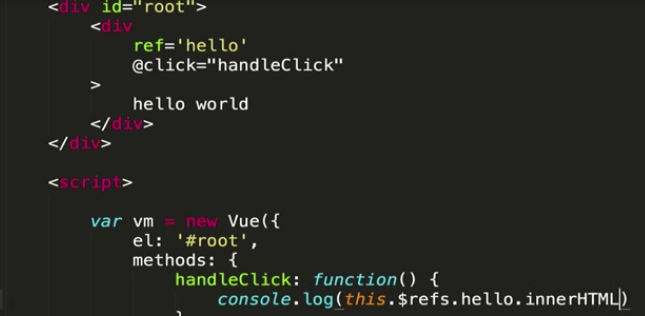 <div id="root">
<div
ref='hello'
@click="handleClick"
>
hello world
</div>
</div>
<script>
var vm = new Vue({
el: '#root',
methods: {
handleClick: function() {
console.log(this.$refs.hello.innerHTML)